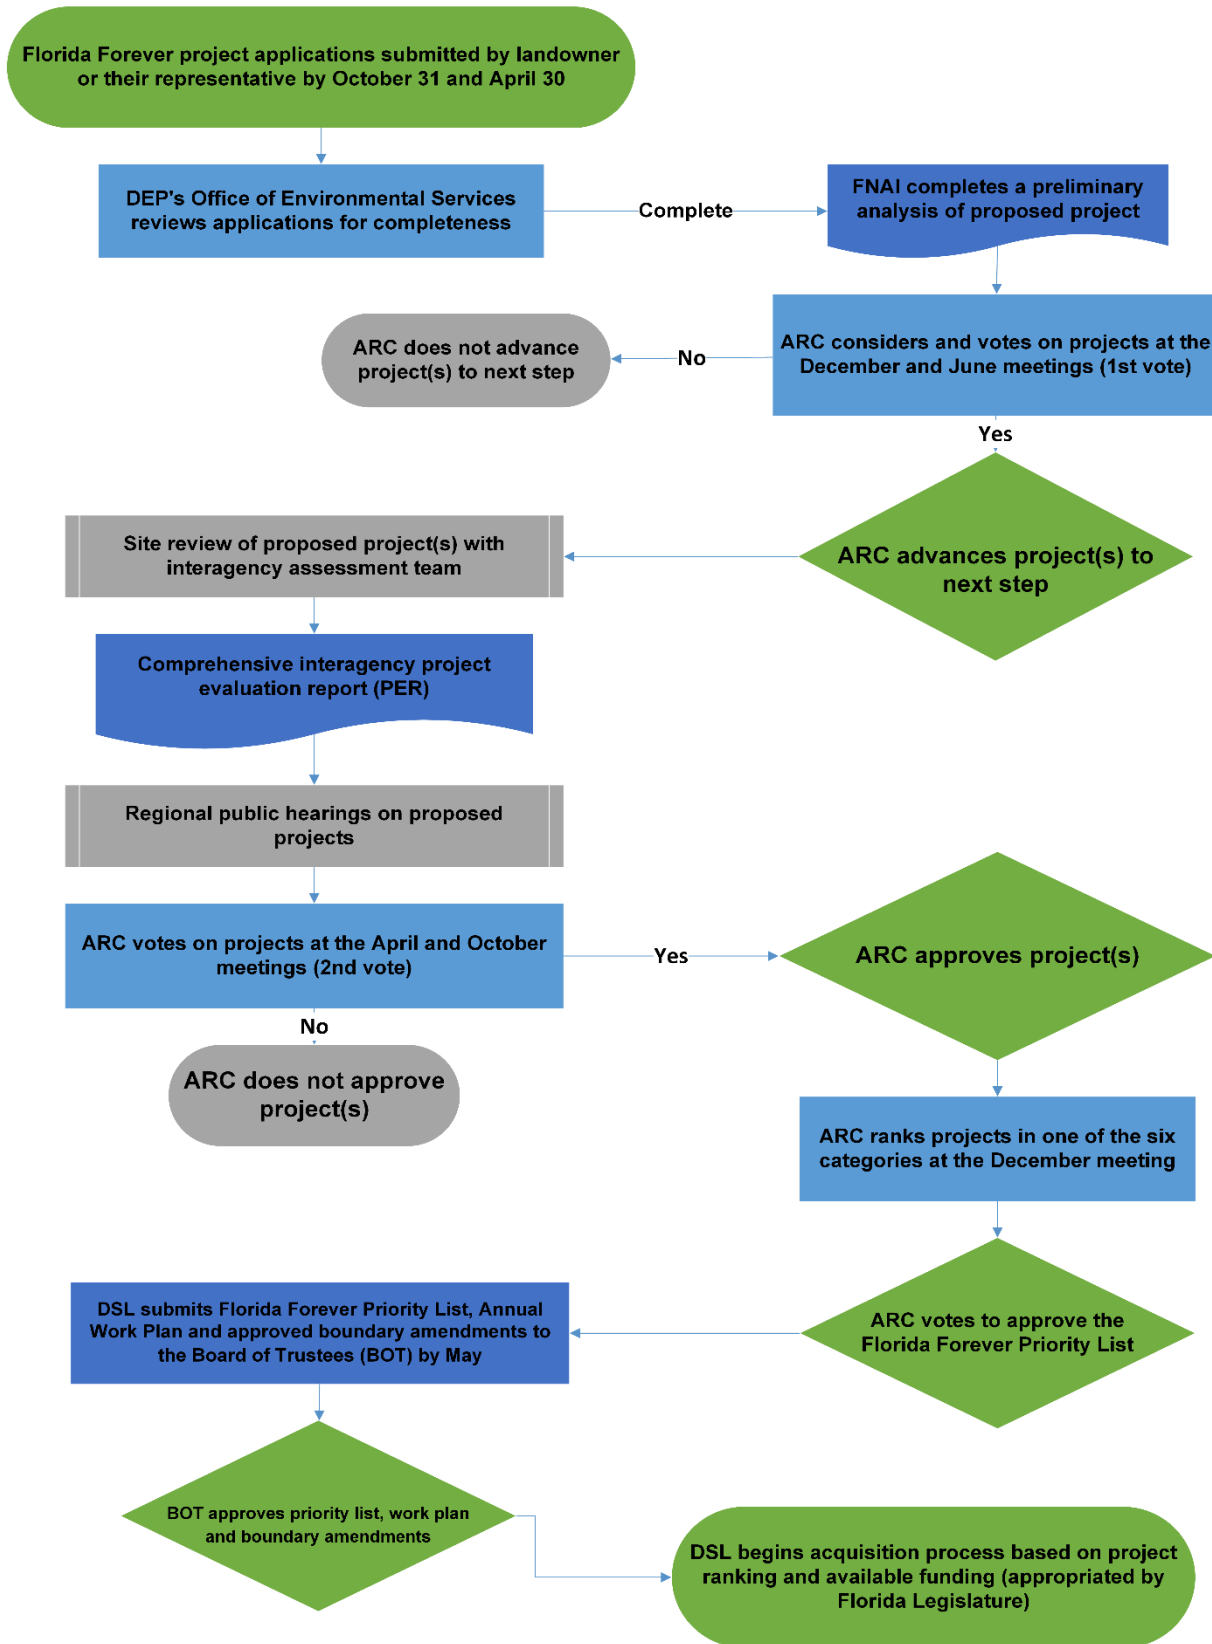 Florida Forever project applications submitted by landowner
or their representative by October 31 and April 30
DEP's Office of Environmental Services
reviews applications for completeness
Complete
FNAI completes a preliminary
analysis of proposed project
ARC considers and votes on projects at the
December and June meetings (1st vote)
No
ARC does not advance
project(s) to next step
Yes
ARC advances project(s) to
next step
Site review of proposed project(s) with
interagency assessment team
Comprehensive interagency project
evaluation report (PER)
Regional public hearings on proposed
projects
ARC votes on projects at the April and October
meetings (2nd vote)
Yes
ARC approves project(s)
No
ARC does not approve
project(s)
ARC ranks projects in one of the six
categories at the December meeting
ARC votes to approve the
Florida Forever Priority List
DSL submits Florida Forever Priority List, Annual
Work Plan and approved boundary amendments to
the Board of Trustees (BOT) by May
BOT approves priority list, work plan
and boundary amendments
DSL begins acquisition process based on project
ranking and available funding (appropriated by
Florida Legislature)